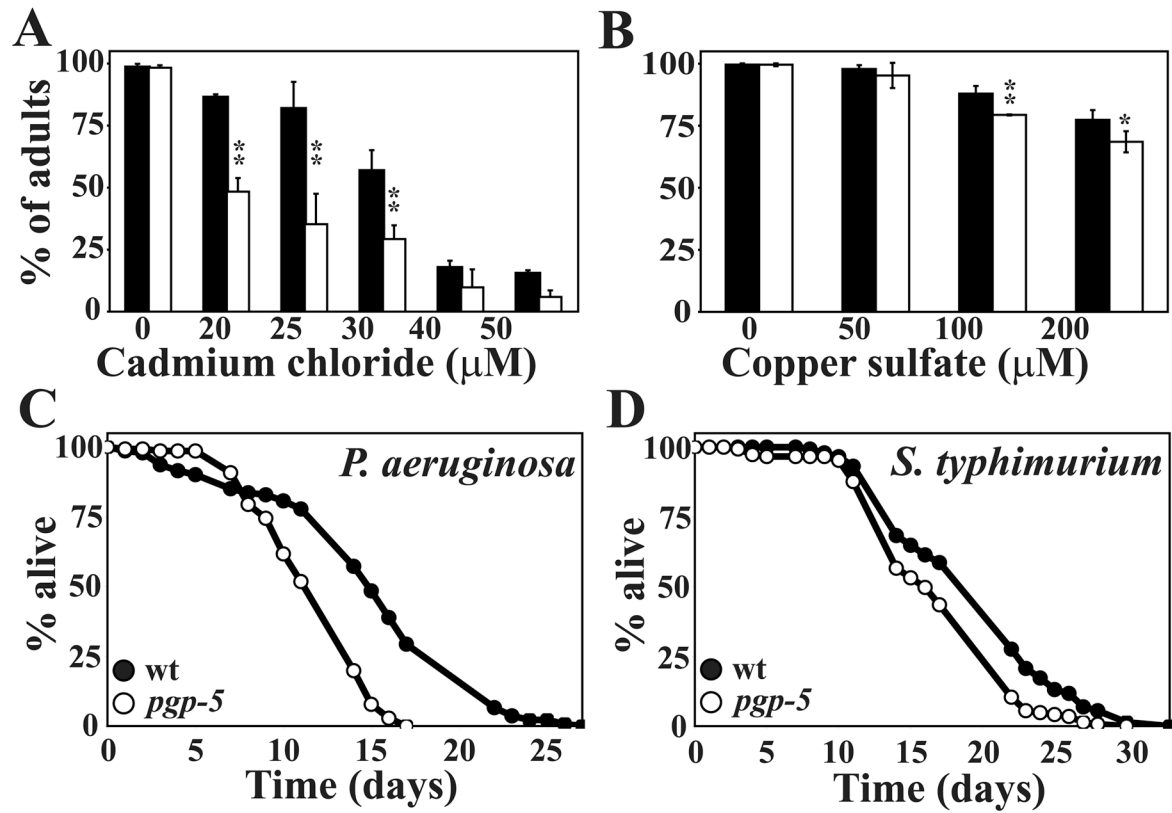 A
100
75
50
25
0
% of adults
**
**
**
0 20 25 30 40 50
Cadmium chloride (μM)
B
100
75
50
25
0
**
*
0 50 100 200
Copper sulfate (μM)
C
100
75
50
25
0
% alive
P. aeruginosa
wt
pgp-5
0 5 10 15 20 25
Time (days)
D
100
75
50
25
0
% alive
S. typhimurium
wt
pgp-5
0 5 10 15 20 25 30
Time (days)